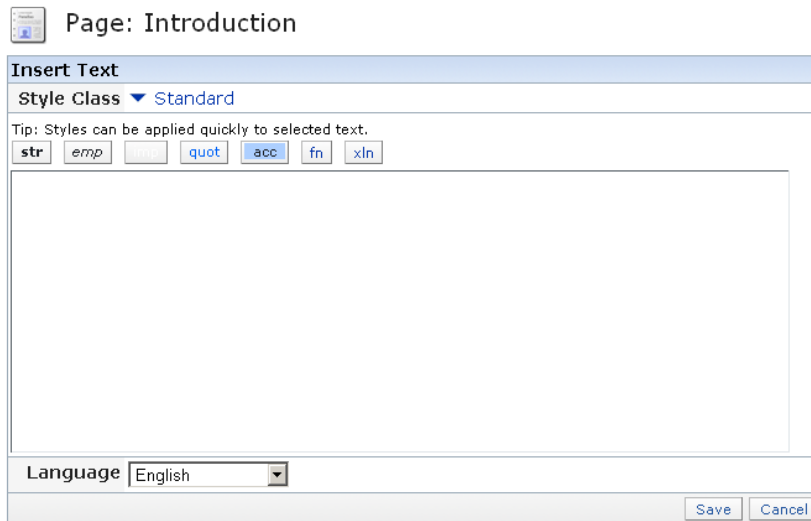 Page: Introduction
Insert Text
Style Class Standard
Tip: Styles can be applied quickly to selected text.
str emp imp quot acc fn xln
Language English
Save Cancel